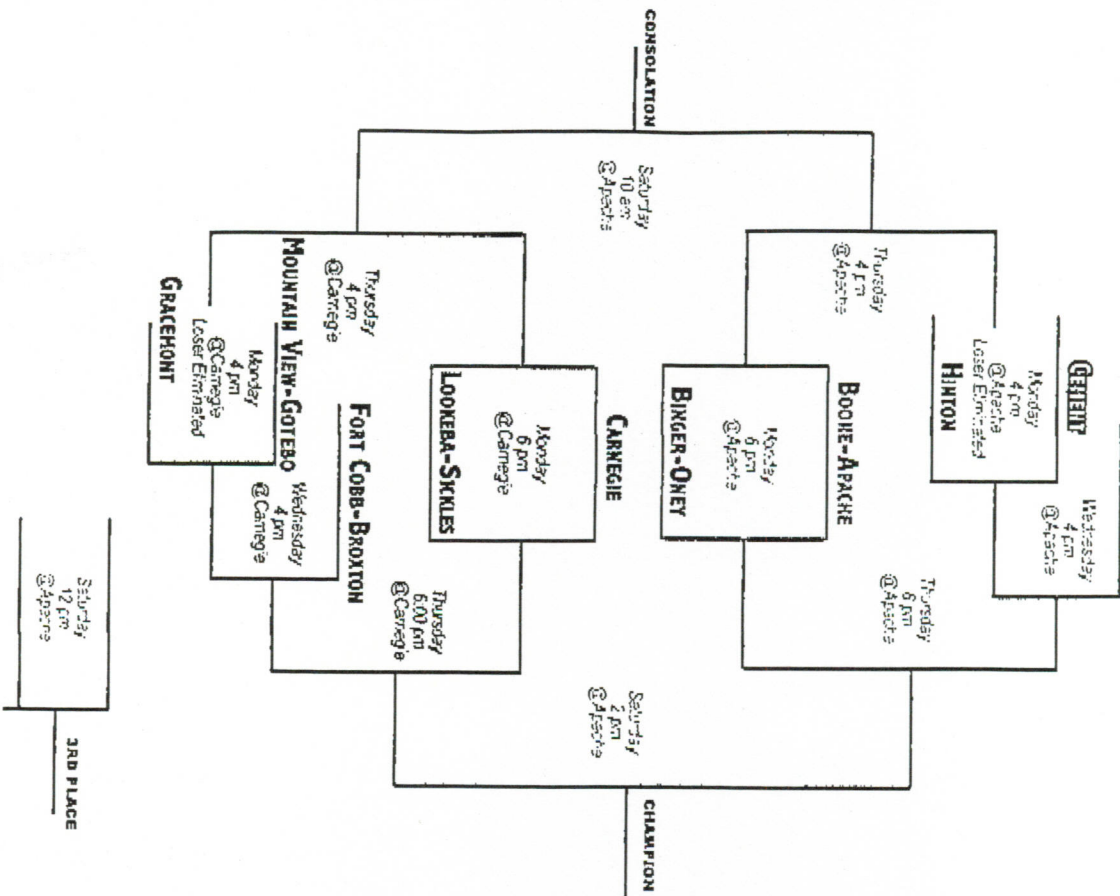 CEMENT
Monday
4 pm
@Apache
Loser Eliminated
HINTON
Wednesday
4 pm
@Apache
Thursday
4 pm
@Apache
Thursday
6 pm
@Apache
BOONE-APACHE
Monday
6 pm
@Apache
BINGER-ONEY
CONSOLATION
Saturday
10 am
@Apache
Saturday
2 pm
@Apache
CHAMPION
CARNEGIE
Monday
6 pm
@Carnegie
LOOKEBA-SICKLES
Thursday
4 pm
@Carnegie
Thursday
6:00 pm
@Carnegie
FORT COBB-BROXTON
Wednesday
4 pm
@Carnegie
MOUNTAIN VIEW-GOTEBO
Monday
4 pm
@Carnegie
Loser Eliminated
GRACEMONT
Saturday
12 pm
@Apache
3RD PLACE